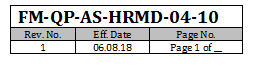 FM-QP-AS-HRMD-04-10
Rev. No. Eff. Date Page No.
1 06.08.18 Page 1 of __